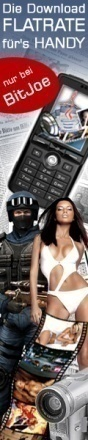 Die Download
FLATRATE
für's HANDY
nur bei
BitJoe